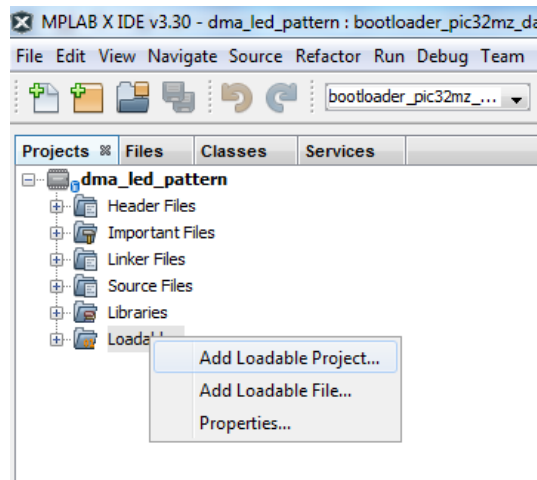 MPLAB X IDE v3.30 - dma_led_pattern : bootloader_pic32mz_da
File Edit View Navigate Source Refactor Run Debug Team
bootloader_pic32mz_...
Projects Files Classes Services
dma_led_pattern
Header Files
Important Files
Linker Files
Source Files
Libraries
Add Loadable Project...
Add Loadable File...
Properties...